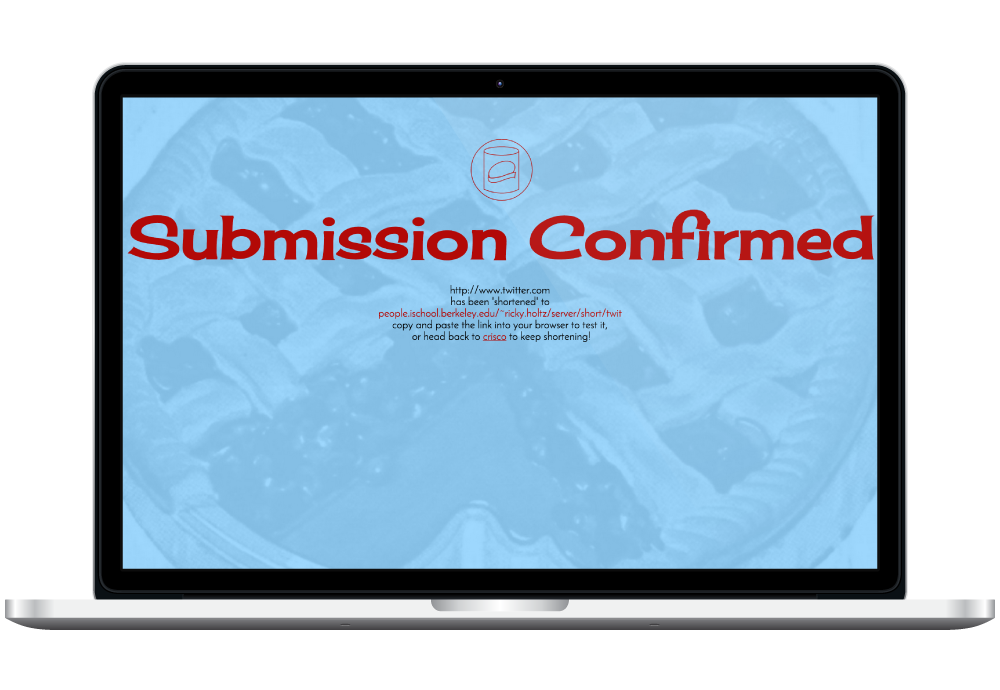 Submission Confirmed
http://www.twitter.com
has been 'shortened' to
people.ischool.berkeley.edu/~ricky.holtz/server/short/twit
copy and paste the link into your browser to test it,
or head back to crisco to keep shortening!